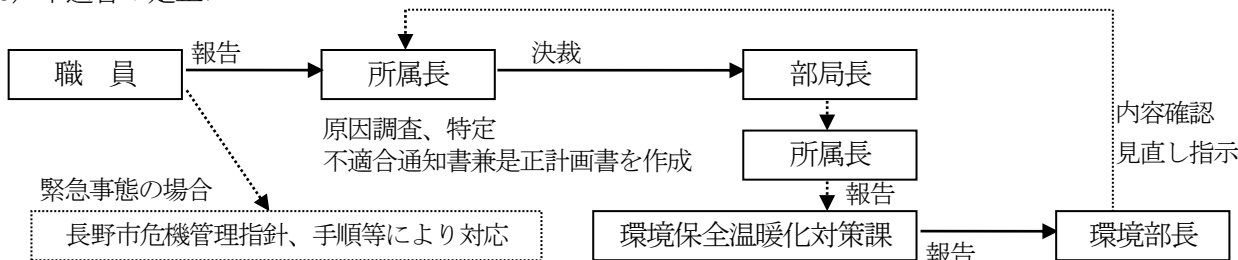 報告
決裁
職 員
所属長
部局長
内容確認
見直し指示
原因調査、特定
不適合通知書兼是正計画書を作成
所属長
緊急事態の場合
報告
長野市危機管理指針、手順等により対応
環境保全温暖化対策課
報告
環境部長